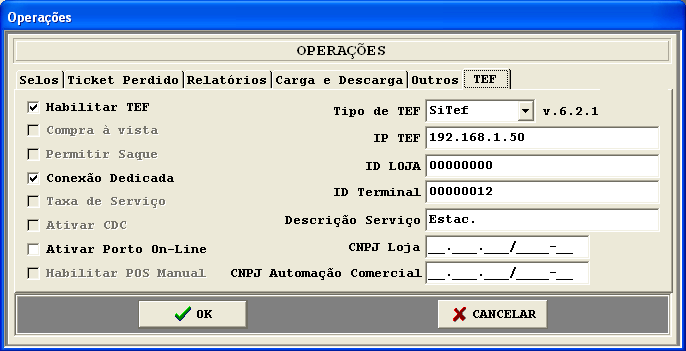 Operações
OPERAÇÕES
Selos Ticket Perdido Relatórios Carga e Descarga Outros TEF
Habilitar TEF
Compra à vista
Permitir Saque
Conexão Dedicada
Taxa de Serviço
Ativar CDC
Ativar Porto On-Line
Habilitar POS Manual
Tipo de TEF SiTef v.6.2.1
IP TEF 192.168.1.50
ID LOJA 00000000
ID Terminal 00000012
Descrição Serviço Estac.
CNPJ Loja __.___.___/____-__
CNPJ Automação Comercial __.___.___/____-__
OK CANCELAR